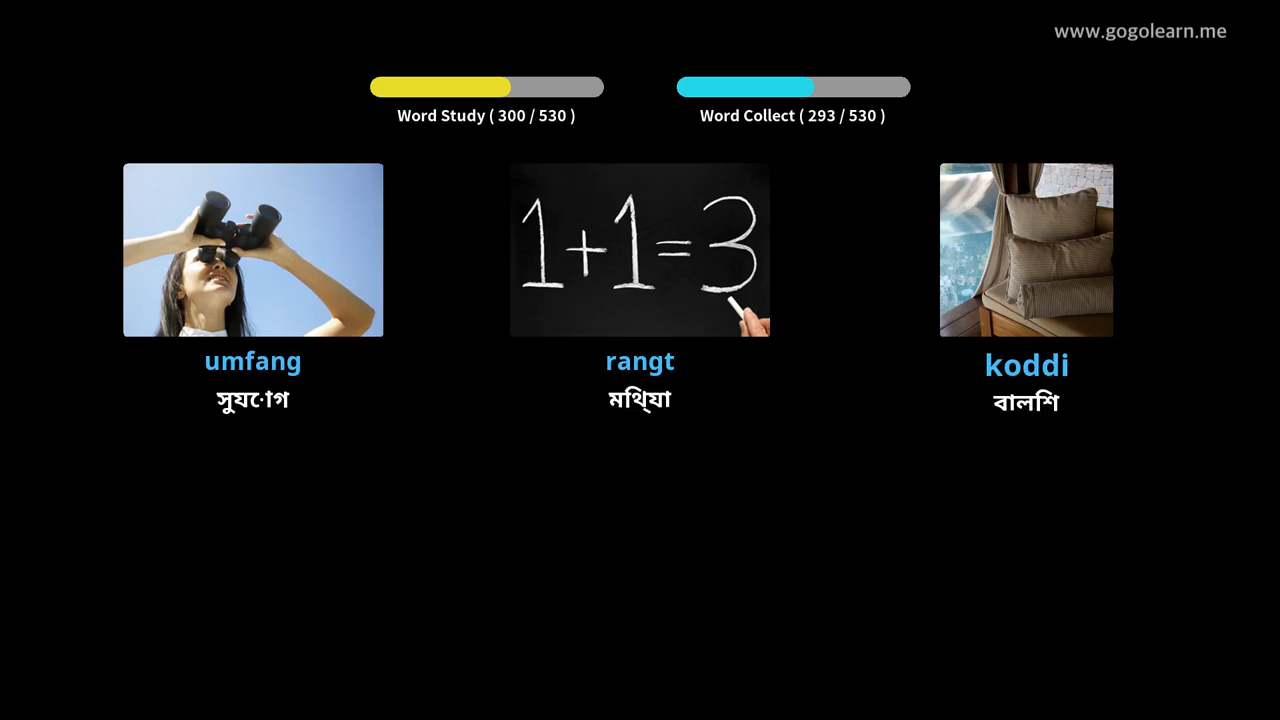 www.gogolearn.me
Word Study ( 300 / 530 )
Word Collect ( 293 / 530 )
1+1=3
umfang
rangt
koddi
সুযোগ
মিথ্যা
বালিশ